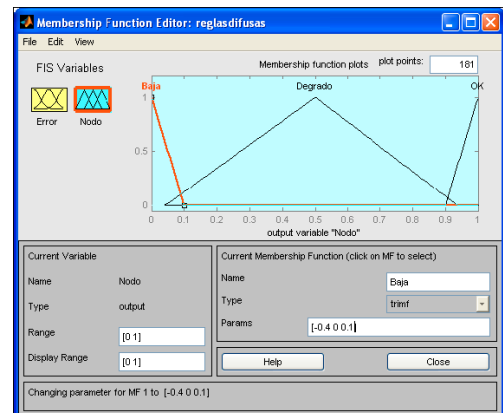 Membership Function Editor: reglasdifusas
File Edit View
FIS Variables
Membership function plots plot points: 181
Baja Degrado OK
Error Nodo
1
0.5
0
0 0.1 0.2 0.3 0.4 0.5 0.6 0.7 0.8 0.9 1
output variable "Nodo"
Current Variable
Name Nodo
Type output
Range [0 1]
Display Range [0 1]
Current Membership Function (click on MF to select)
Name Baja
Type trimf
Params [-0.4 0 0.1]
Help Close
Changing parameter for MF 1 to [-0.4 0 0.1]